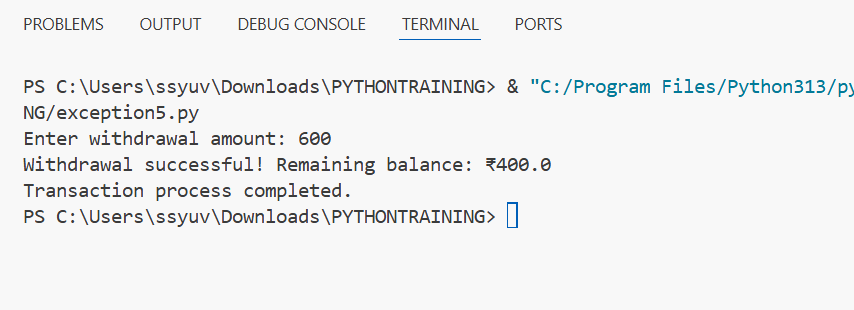 PROBLEMS OUTPUT DEBUG CONSOLE TERMINAL PORTS
PS C:\Users\ssyuv\Downloads\PYTHONTRAINING> & "C:/Program Files/Python313/py
NG/exception5.py
Enter withdrawal amount: 600
Withdrawal successful! Remaining balance: ₹400.0
Transaction process completed.
PS C:\Users\ssyuv\Downloads\PYTHONTRAINING>